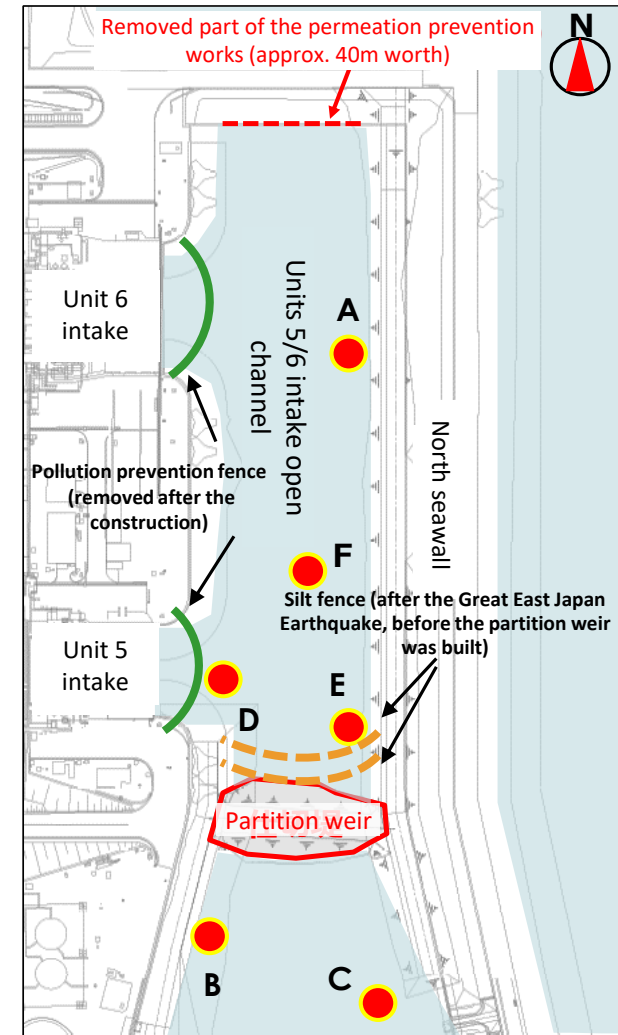 Removed part of the permeation prevention
works (approx. 40m worth)
N
Unit 6
intake
Units 5/6 intake open
channel
A
North seawall
Pollution prevention fence
(removed after the
construction)
F
Silt fence (after the Great East Japan
Earthquake, before the partition weir
was built)
Unit 5
intake
D
E
Partition weir
B
C